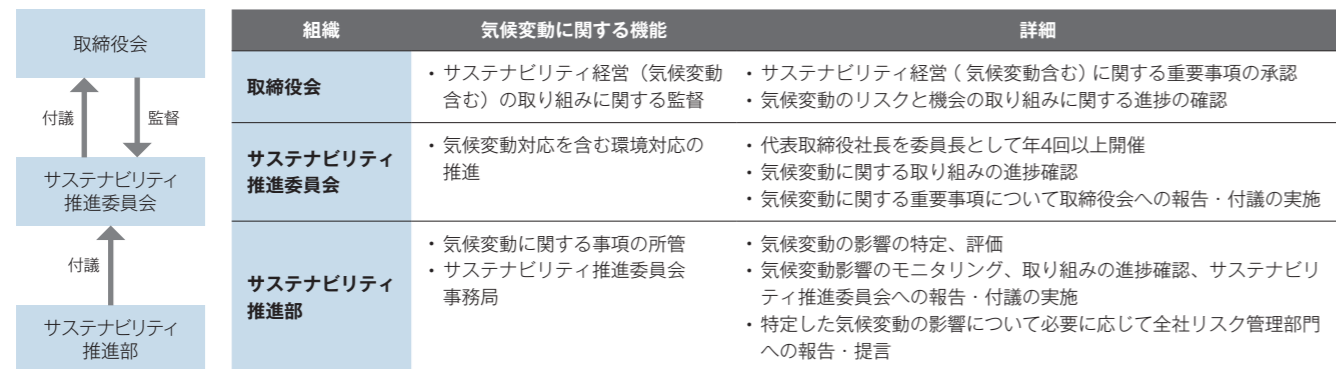 取締役会
付議
監督
サステナビリティ
推進委員会
付議
サステナビリティ
推進部
組織
気候変動に関する機能
詳細
取締役会
・サステナビリティ経営（気候変動
含む）の取り組みに関する監督
・サステナビリティ経営（気候変動含む）に関する重要事項の承認
・気候変動のリスクと機会の取り組みに関する進捗の確認
サステナビリティ
推進委員会
・気候変動対応を含む環境対応の
推進
・代表取締役社長を委員長として年4回以上開催
・気候変動に関する取り組みの進捗確認
・気候変動に関する重要事項について取締役会への報告・付議の実施
サステナビリティ
推進部
・気候変動に関する事項の所管
・サステナビリティ推進委員会
事務局
・気候変動の影響の特定、評価
・気候変動影響のモニタリング、取り組みの進捗確認、サステナビリ
ティ推進委員会への報告・付議の実施
・特定した気候変動の影響について必要に応じて全社リスク管理部門
への報告・提言